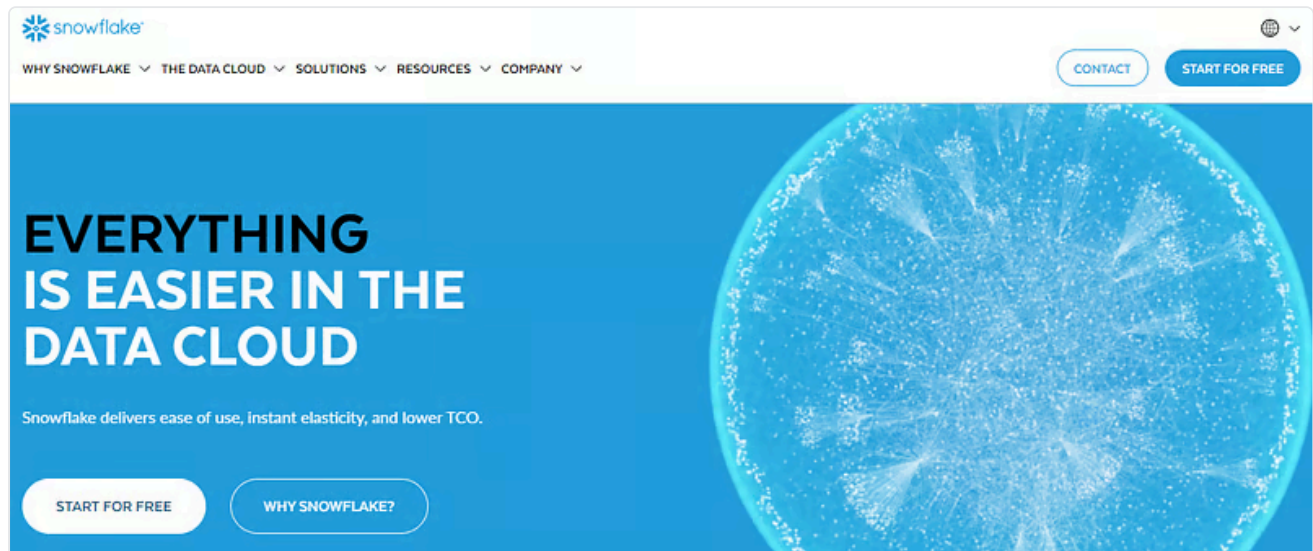 snowflake
WHY SNOWFLAKE THE DATA CLOUD SOLUTIONS RESOURCES COMPANY
CONTACT
START FOR FREE
EVERYTHING
IS EASIER IN THE
DATA CLOUD
Snowflake delivers ease of use, instant elasticity, and lower TCO.
START FOR FREE
WHY SNOWFLAKE?